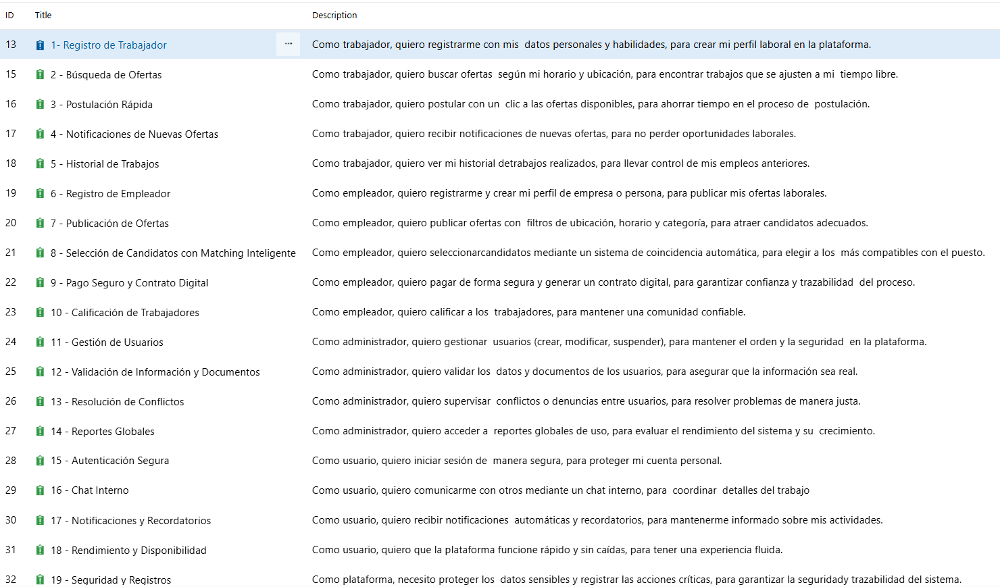 ID Title Description
13 1- Registro de Trabajador ... Como trabajador, quiero registrarme con mis  datos personales y habilidades, para crear mi perfil laboral en la plataforma.
15 2 - Búsqueda de Ofertas Como trabajador, quiero buscar ofertas  según mi horario y ubicación, para encontrar trabajos que se ajusten a mi  tiempo libre.
16 3 - Postulación Rápida Como trabajador, quiero postular con un  clic a las ofertas disponibles, para ahorrar tiempo en el proceso de  postulación.
17 4 - Notificaciones de Nuevas Ofertas Como trabajador, quiero recibir notificaciones de nuevas ofertas, para no perder oportunidades laborales.
18 5 - Historial de Trabajos Como trabajador, quiero ver mi historial detrabajos realizados, para llevar control de mis empleos anteriores.
19 6 - Registro de Empleador Como empleador, quiero registrarme y crear mi perfil de empresa o persona, para publicar mis ofertas laborales.
20 7 - Publicación de Ofertas Como empleador, quiero publicar ofertas con  filtros de ubicación, horario y categoría, para atraer candidatos adecuados.
21 8 - Selección de Candidatos con Matching Inteligente Como empleador, quiero seleccionarcandidatos mediante un sistema de coincidencia automática, para elegir a los  más compatibles con el puesto.
22 9 - Pago Seguro y Contrato Digital Como empleador, quiero pagar de forma segura y generar un contrato digital, para garantizar confianza y trazabilidad  del proceso.
23 10 - Calificación de Trabajadores Como empleador, quiero calificar a los  trabajadores, para mantener una comunidad confiable.
24 11 - Gestión de Usuarios Como administrador, quiero gestionar  usuarios (crear, modificar, suspender), para mantener el orden y la seguridad  en la plataforma.
25 12 - Validación de Información y Documentos Como administrador, quiero validar los  datos y documentos de los usuarios, para asegurar que la información sea real.
26 13 - Resolución de Conflictos Como administrador, quiero supervisar  conflictos o denuncias entre usuarios, para resolver problemas de manera justa.
27 14 - Reportes Globales Como administrador, quiero acceder a  reportes globales de uso, para evaluar el rendimiento del sistema y su  crecimiento.
28 15 - Autenticación Segura Como usuario, quiero iniciar sesión de  manera segura, para proteger mi cuenta personal.
29 16 - Chat Interno Como usuario, quiero comunicarme con otros mediante un chat interno, para  coordinar  detalles del trabajo
30 17 - Notificaciones y Recordatorios Como usuario, quiero recibir notificaciones  automáticas y recordatorios, para mantenerme informado sobre mis actividades.
31 18 - Rendimiento y Disponibilidad Como usuario, quiero que la plataforma funcione rápido y sin caídas, para tener una experiencia fluida.
32 19 - Seguridad y Registros Como plataforma, necesito proteger los  datos sensibles y registrar las acciones críticas, para garantizar la seguridady trazabilidad del sistema.